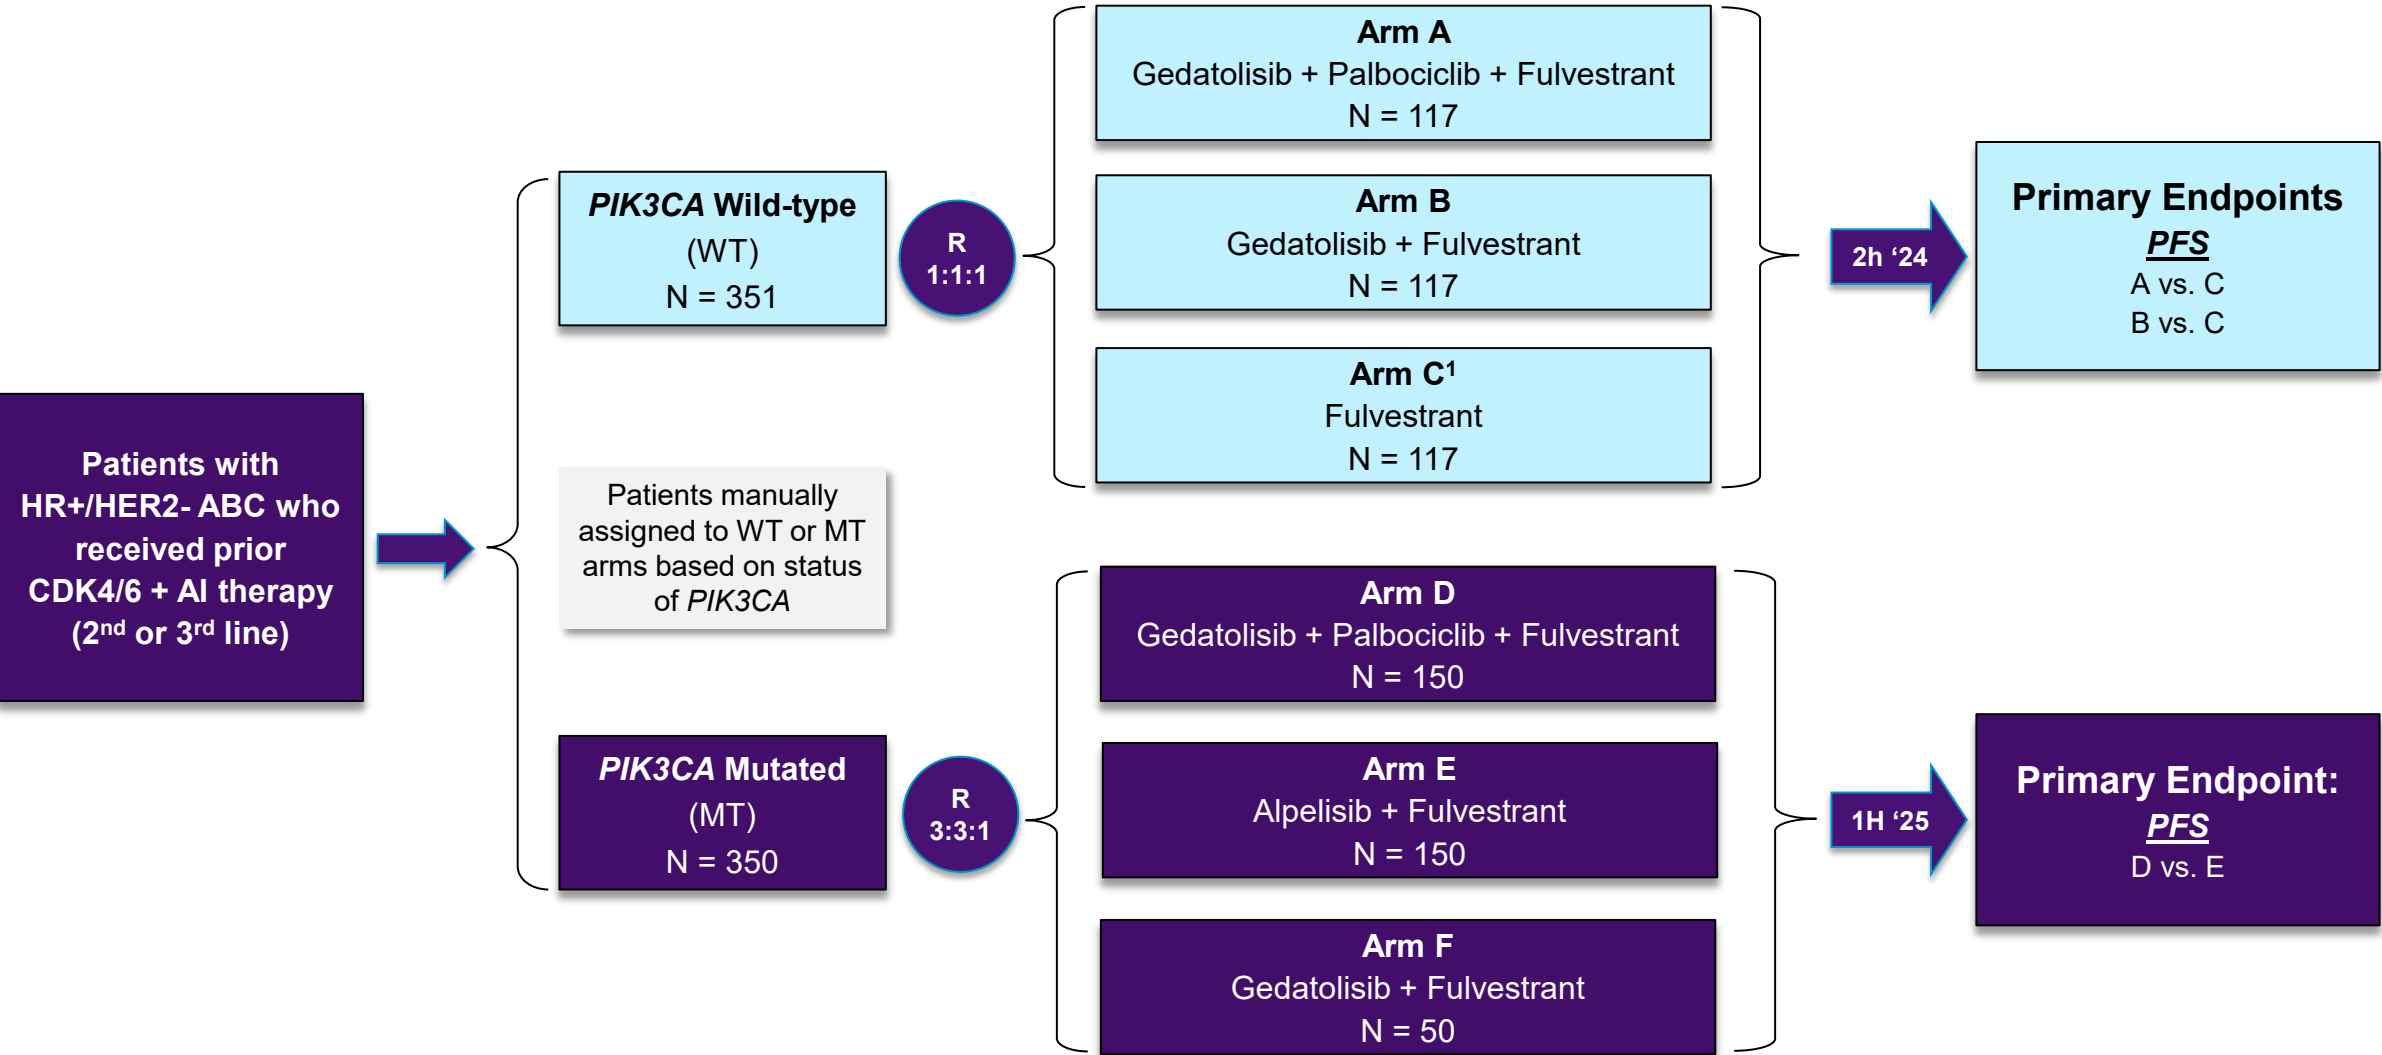 Patients with
HR+/HER2- ABC who
received prior
CDK4/6 + AI therapy
(2nd or 3rd line)
PIK3CA Wild-type
(WT)
N = 351
Patients manually
assigned to WT or MT
arms based on status
of PIK3CA
PIK3CA Mutated
(MT)
N = 350
R
1:1:1
R
3:3:1
Arm A
Gedatolisib + Palbociclib + Fulvestrant
N = 117
Arm B
Gedatolisib + Fulvestrant
N = 117
Arm C¹
Fulvestrant
N = 117
Arm D
Gedatolisib + Palbociclib + Fulvestrant
N = 150
Arm E
Alpelisib + Fulvestrant
N = 150
Arm F
Gedatolisib + Fulvestrant
N = 50
2h ‘24
Primary Endpoints
PFS
A vs. C
B vs. C
1H ‘25
Primary Endpoint:
PFS
D vs. E